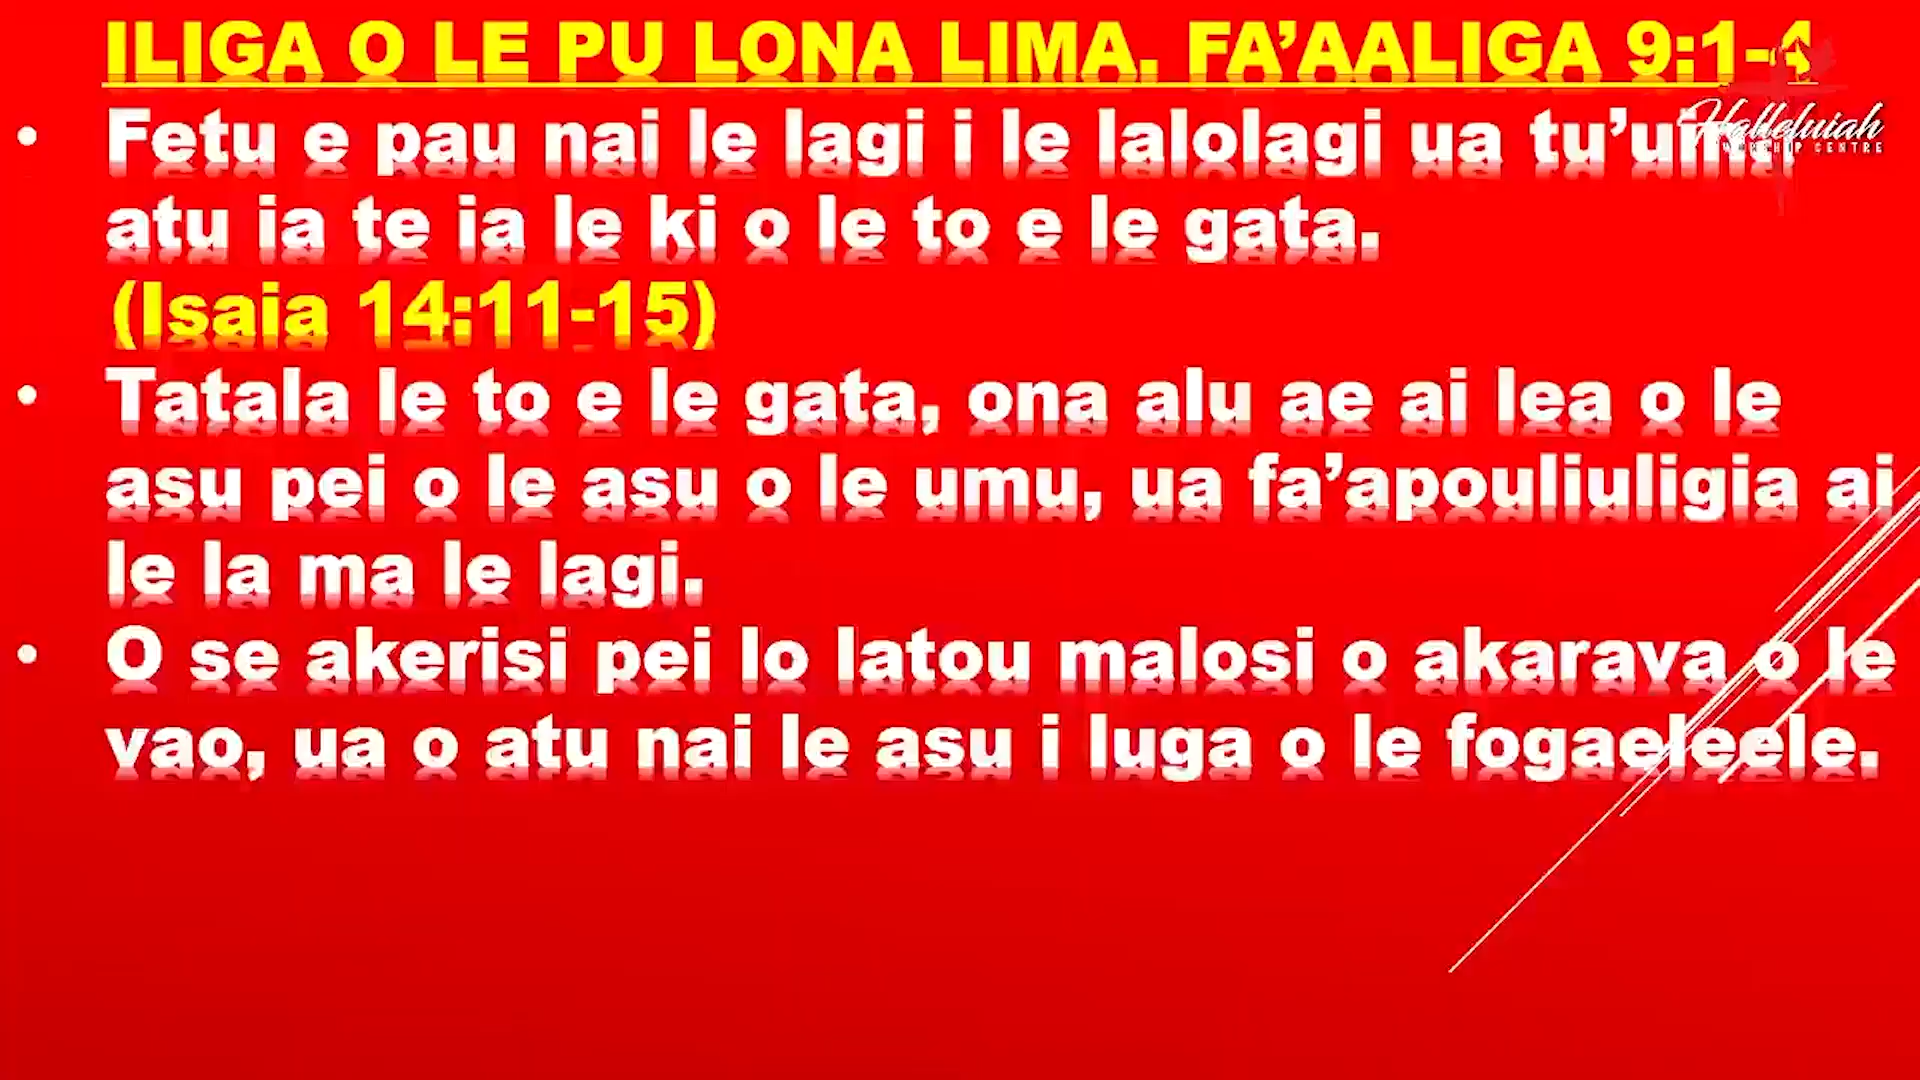 ILIGA O LE PU LONA LIMA. FA’AALIGA 9:1-4
Halleluiah
WORSHIP CENTRE
• Fetu e pau nai le lagi i le lalolagi ua
atu ia te ia le ki o le to e le gata.
(Isaia 14:11-15)
• Tatala le to e le gata, ona alu ae ai lea o le
asu pei o le asu o le umu, ua fa’apouliuligia ai
le la ma le lagi.
• O se akerisi pei lo latou malosi o akarava o le
vao, ua o atu nai le asu i luga o le fogaeleele.